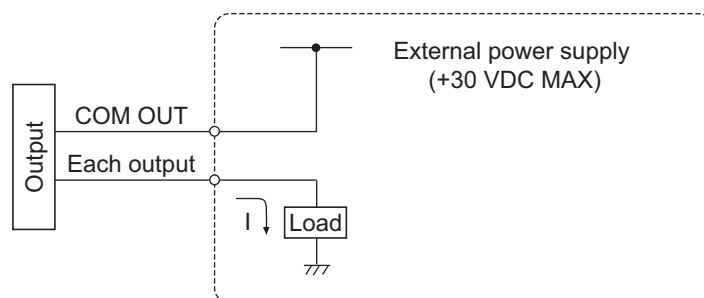 External power supply
(+30 VDC MAX)
COM OUT
Output
Each output
I
Load